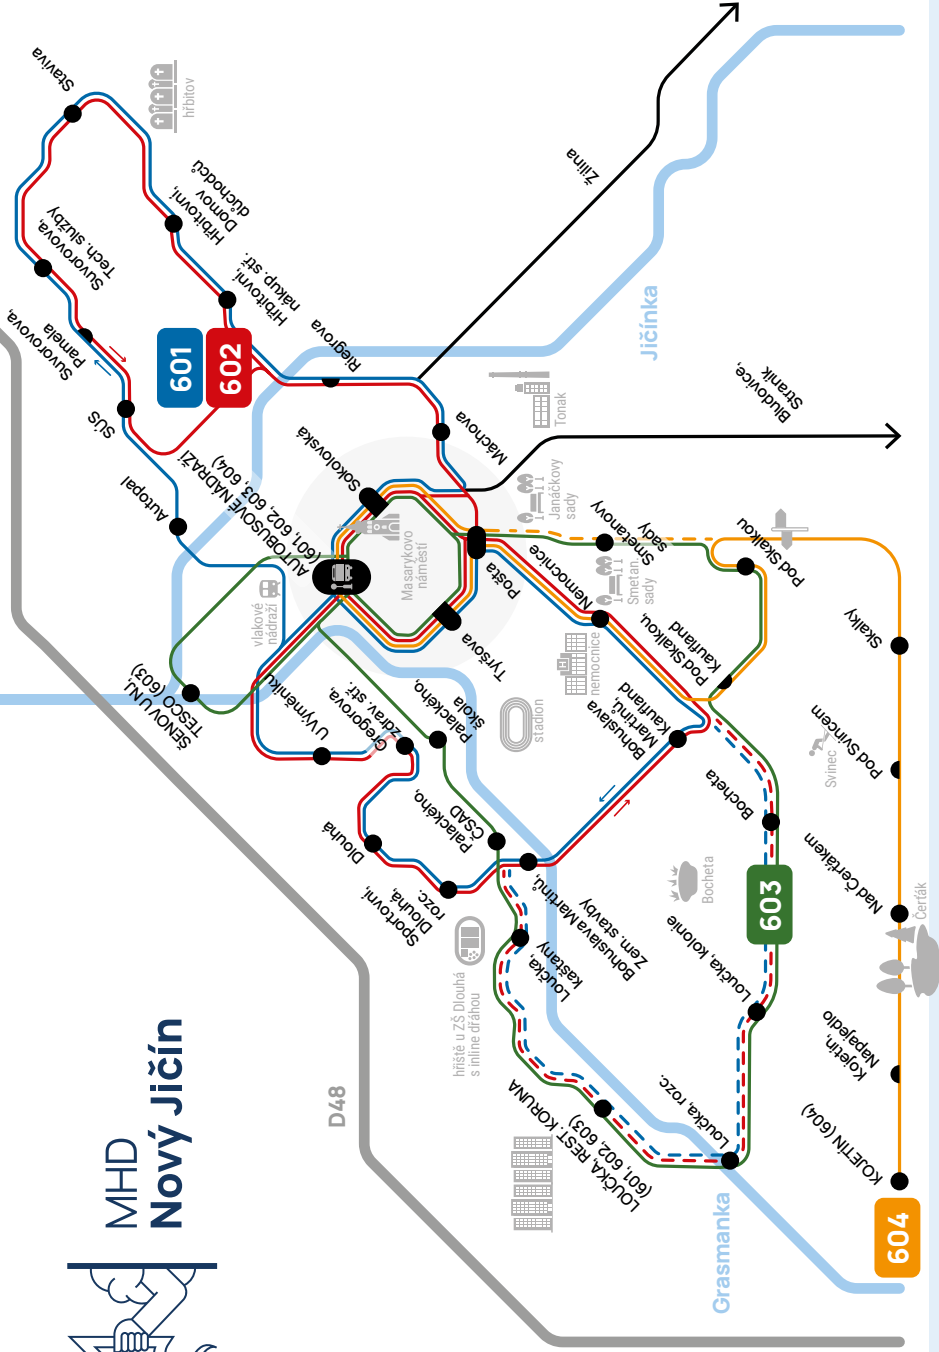 MHD
Nový Jičín
D48
Grasmanka
Jičínka
601
602
603
604
Staviva
hřbitov
Hřbitovní,
Domov
důchodců
Hřbitovní,
nákup. stř.
Suvorovova,
Tech. služby
Suvorovova,
Pamela
SÚS
Autopal
Riegrova
Žilina
Máchova
Tonak
Bludovice,
Straník
Sokolovská
AUTOBUSOVÉ NÁDRAŽÍ
(601, 602, 603, 604)
Masarykovo
náměstí
vlakové
nádraží
Janáčkovy
sady
Smetanovy
sady
Smetan.
sady
Pošta
Tyršova
Nemocnice
nemocnice
Pod Skalkou
Pod Skalkou,
Kaufland
Skalky
Pod Svincem
Svinec
Nad Čerťákem
Čerťák
Kojetín,
Napajedlo
KOJETÍN (604)
ŠENOV U NJ,
TESCO (603)
U Výměníku
Gregorova,
zdrav. stř.
Palackého,
škola
stadion
Bohuslava
Martinů,
Kaufland
Dlouhá
Palackého,
ČSAD
Sportovní,
Dlouhá,
rozc.
Bohuslava Martinů,
Zem. stavby
Bocheta
Bocheta
Loučka,
kaštany
Loučka, kolonie
hřiště u ZŠ Dlouhá
s inline dráhou
LOUČKA, REST. KORUNA
(601, 602, 603)
Loučka, rozc.